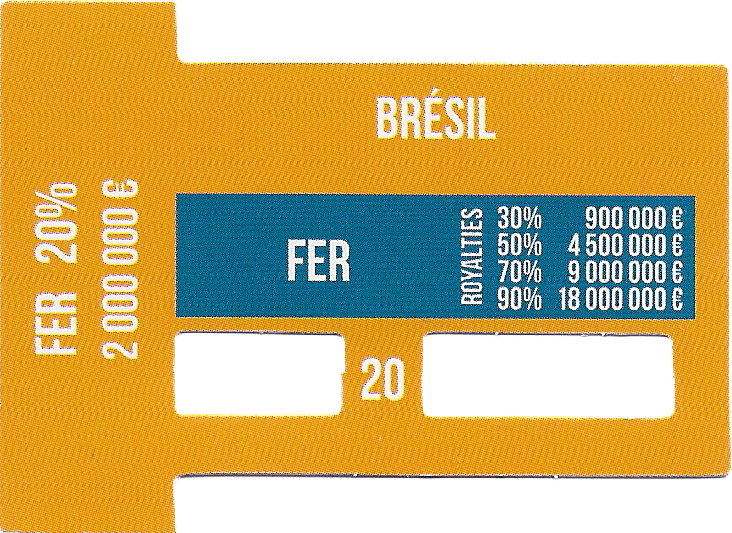 BRÉSIL
FER 20%
2 000 000 €
FER
ROYALTIES
30% 900 000 €
50% 4 500 000 €
70% 9 000 000 €
90% 18 000 000 €
20